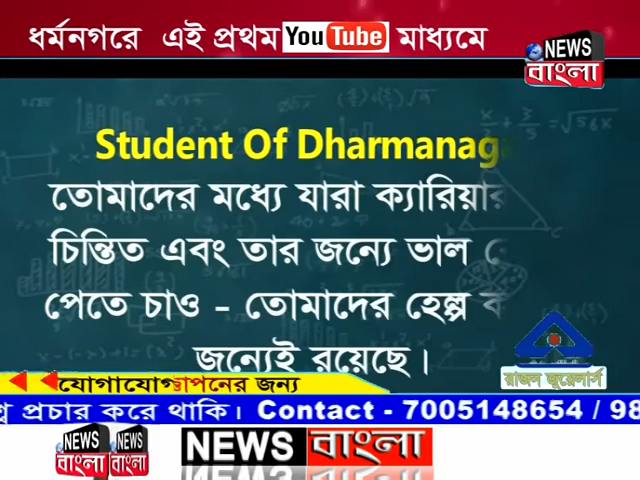 ধর্মনগরে এই প্রথম YouTube মাধ্যমে
NEWS
বাংলা
Student Of Dharmanag
তোমাদের মধ্যে যারা ক্যারিয়ার
চিন্তিত এবং তার জন্যে ভাল
পেতে চাও - তোমাদের হেল্প
জন্যেই রয়েছে।
রাজন জুয়েলার্স
প্রচার করে থাকি। Contact - 7005148654 / 98
NEWS NEWS
বাংলা বাংলা
NEWS বাংলা